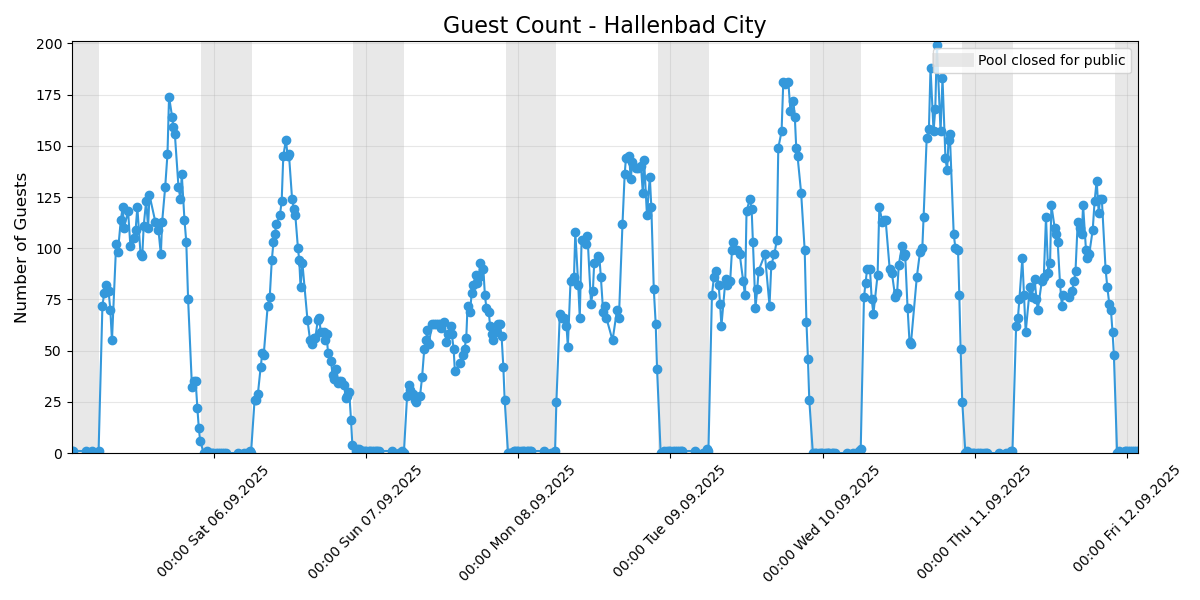 Guest Count - Hallenbad City
Pool closed for public
Number of Guests
200
175
150
125
100
75
50
25
0
00:00 Sat 06.09.2025
00:00 Sun 07.09.2025
00:00 Mon 08.09.2025
00:00 Tue 09.09.2025
00:00 Wed 10.09.2025
00:00 Thu 11.09.2025
00:00 Fri 12.09.2025